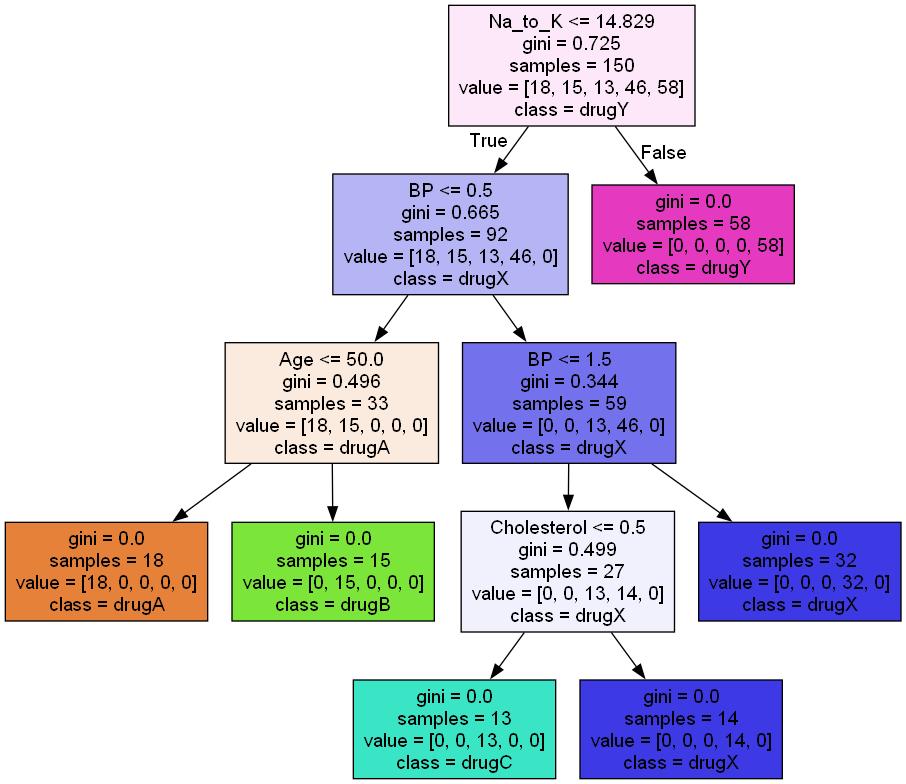 Na_to_K <= 14.829
gini = 0.725
samples = 150
value = [18, 15, 13, 46, 58]
class = drugY
True
False
BP <= 0.5
gini = 0.665
samples = 92
value = [18, 15, 13, 46, 0]
class = drugX
gini = 0.0
samples = 58
value = [0, 0, 0, 0, 58]
class = drugY
Age <= 50.0
gini = 0.496
samples = 33
value = [18, 15, 0, 0, 0]
class = drugA
BP <= 1.5
gini = 0.344
samples = 59
value = [0, 0, 13, 46, 0]
class = drugX
gini = 0.0
samples = 18
value = [18, 0, 0, 0, 0]
class = drugA
gini = 0.0
samples = 15
value = [0, 15, 0, 0, 0]
class = drugB
Cholesterol <= 0.5
gini = 0.499
samples = 27
value = [0, 0, 13, 14, 0]
class = drugX
gini = 0.0
samples = 32
value = [0, 0, 0, 32, 0]
class = drugX
gini = 0.0
samples = 13
value = [0, 0, 13, 0, 0]
class = drugC
gini = 0.0
samples = 14
value = [0, 0, 0, 14, 0]
class = drugX